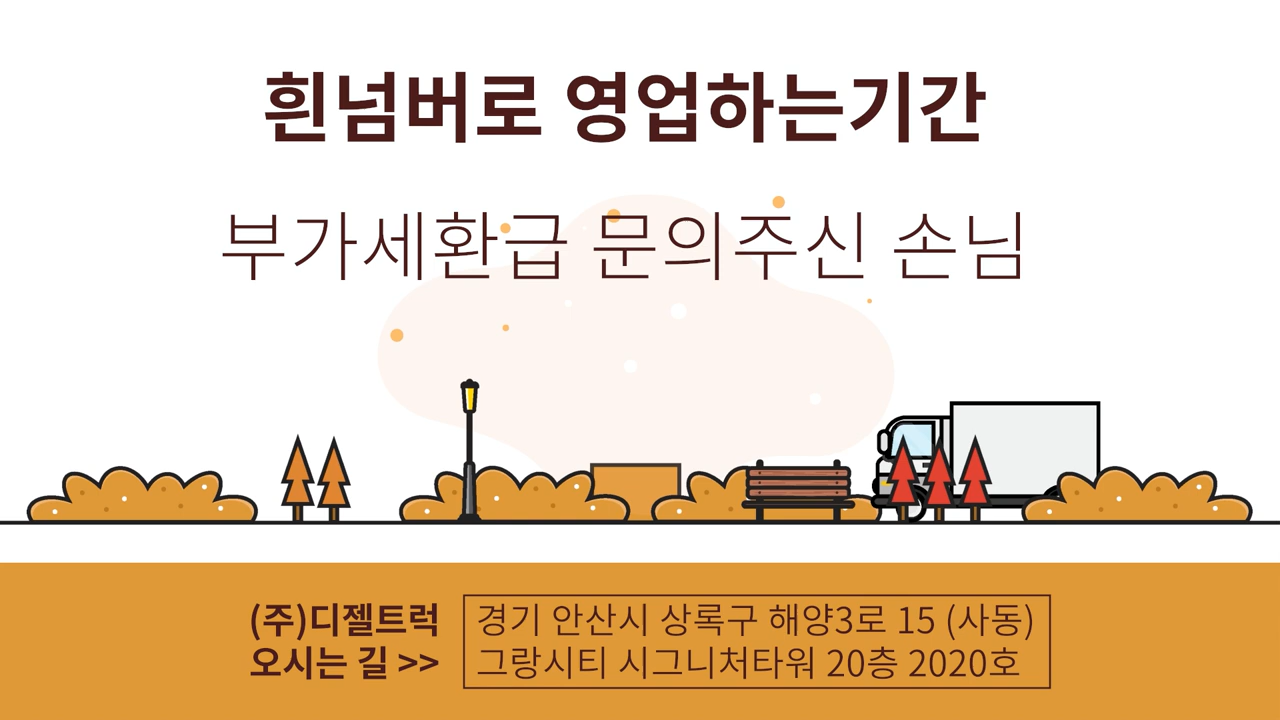 흰넘버로 영업하는기간
부가세환급 문의주신 손님
(주)디젤트럭
오시는 길 >>
경기 안산시 상록구 해양3로 15 (사동)
그랑시티 시그니처타워 20층 2020호